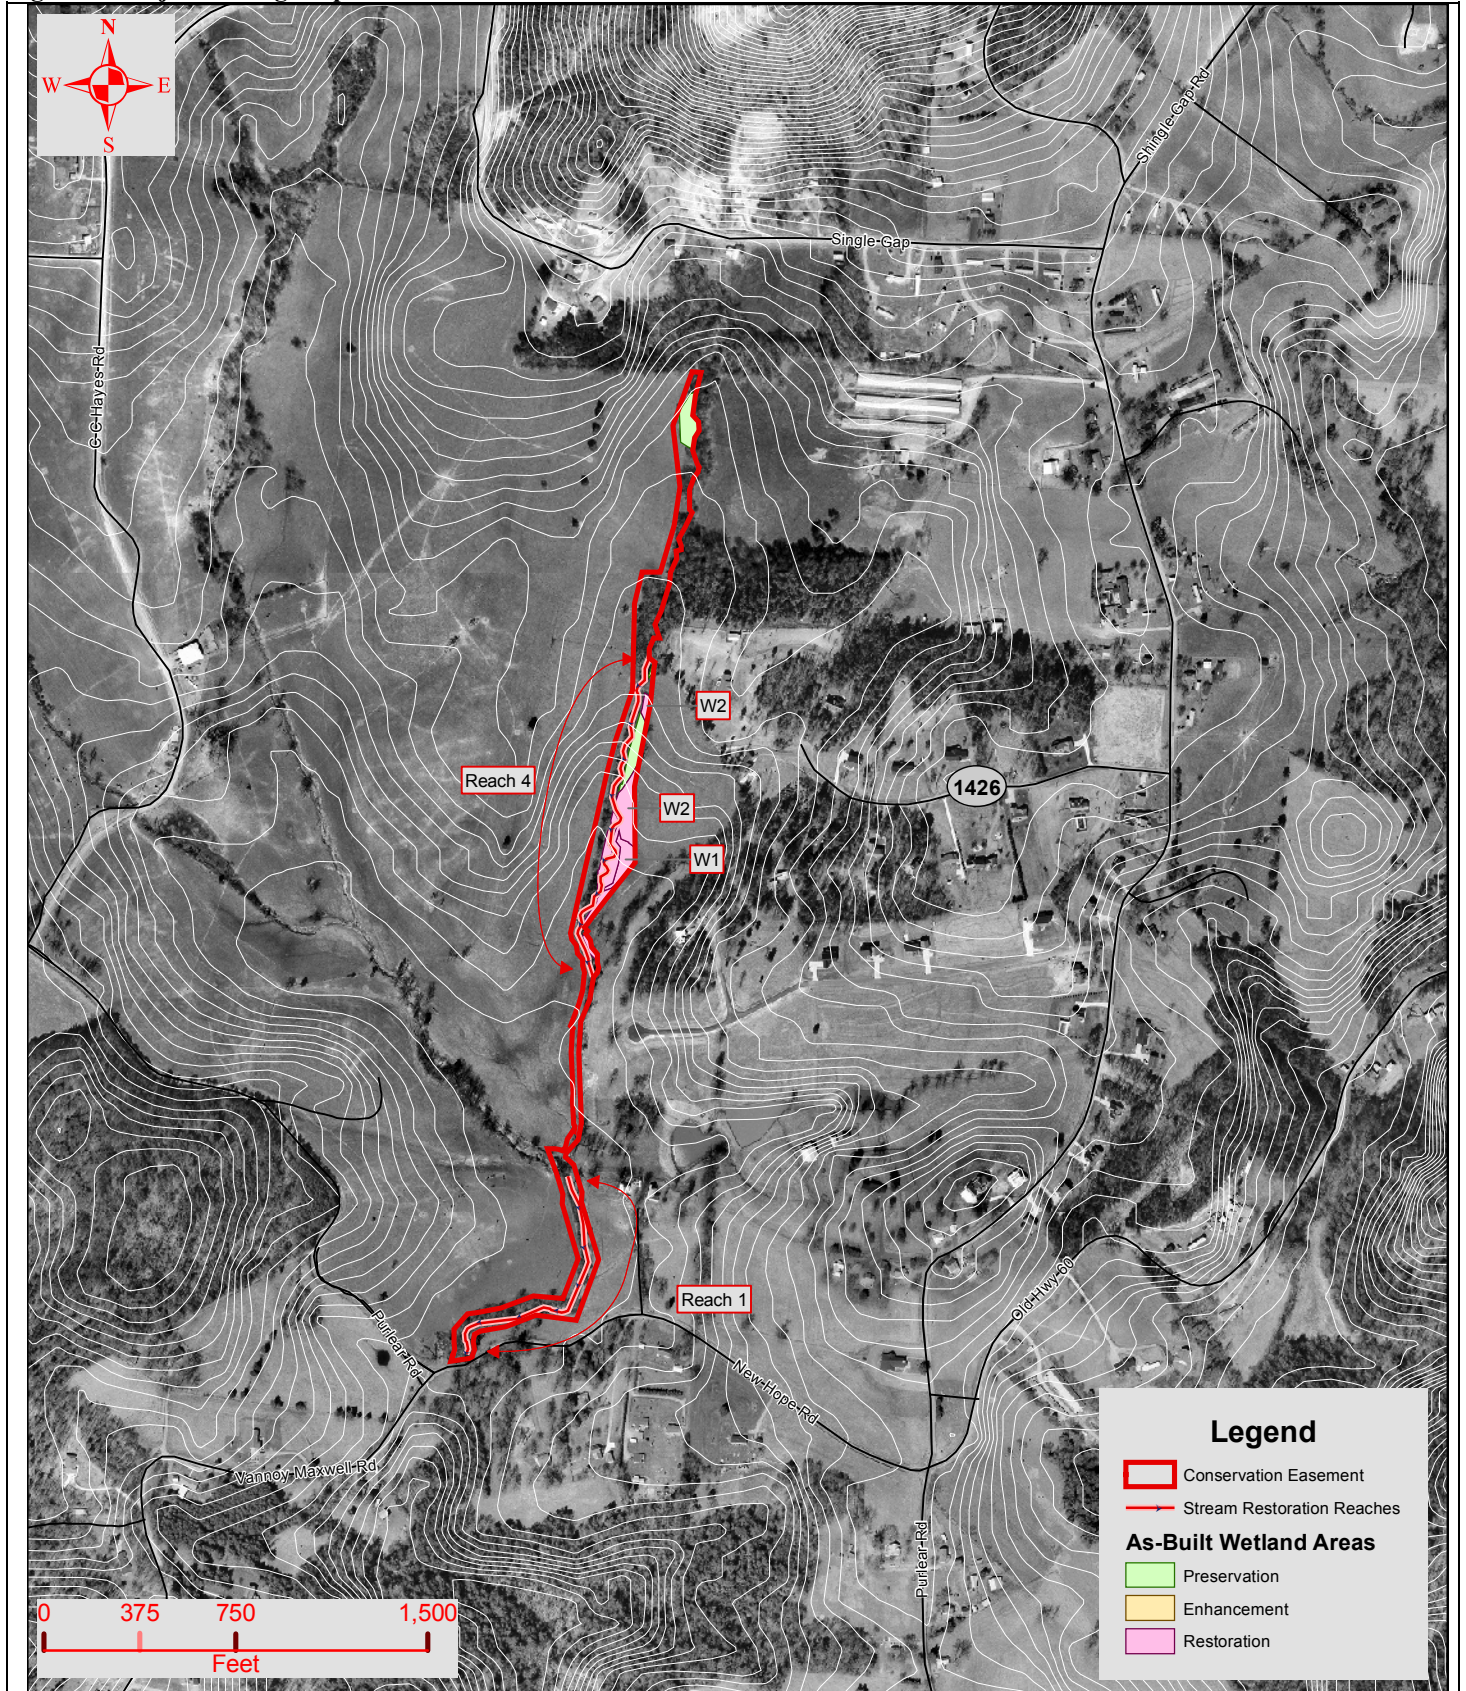 N
W E
S
Shingle Gap Rd
Single Gap
C C Hayes Rd
W2
Reach 4
1426
W2
W1
Reach 1
Old Hwy 60
Purlear Rd
New Hope Rd
Vannoy Maxwell Rd
Purlear Rd
Legend
Conservation Easement
Stream Restoration Reaches
As-Built Wetland Areas
Preservation
Enhancement
Restoration
0 375 750 1,500
Feet